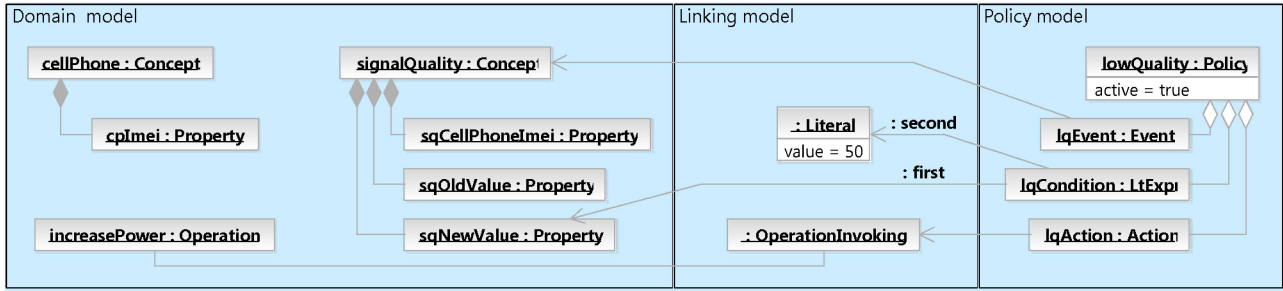 Domain  model
Linking model
Policy model
cellPhone : Concept
signalQuality : Concept
lowQuality : Policy
active = true
cpImei : Property
sqCellPhoneImei : Property
: Literal
value = 50
: second
lqEvent : Event
: first
sqOldValue : Property
lqCondition : LtExpr
increasePower : Operation
sqNewValue : Property
: OperationInvoking
lqAction : Action